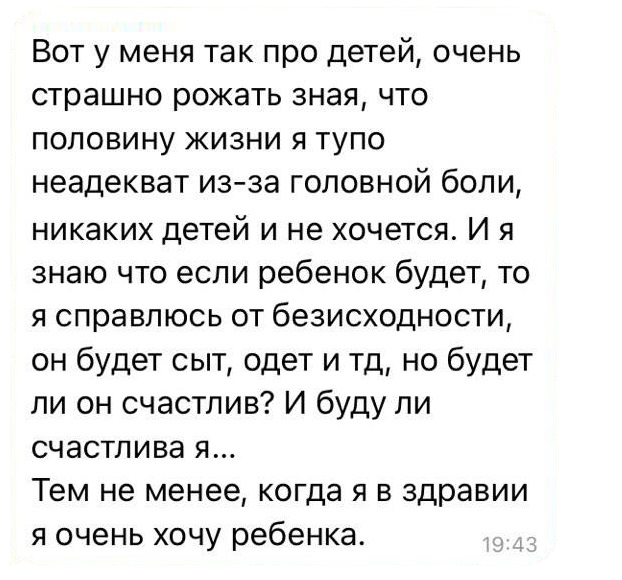 Вот у меня так про детей, очень
страшно рожать зная, что
половину жизни я тупо
неадекват из-за головной боли,
никаких детей и не хочется. И я
знаю что если ребенок будет, то
я справлюсь от безисходности,
он будет сыт, одет и тд, но будет
ли он счастлив? И буду ли
счастлива я...
Тем не менее, когда я в здравии
я очень хочу ребенка.
19:43